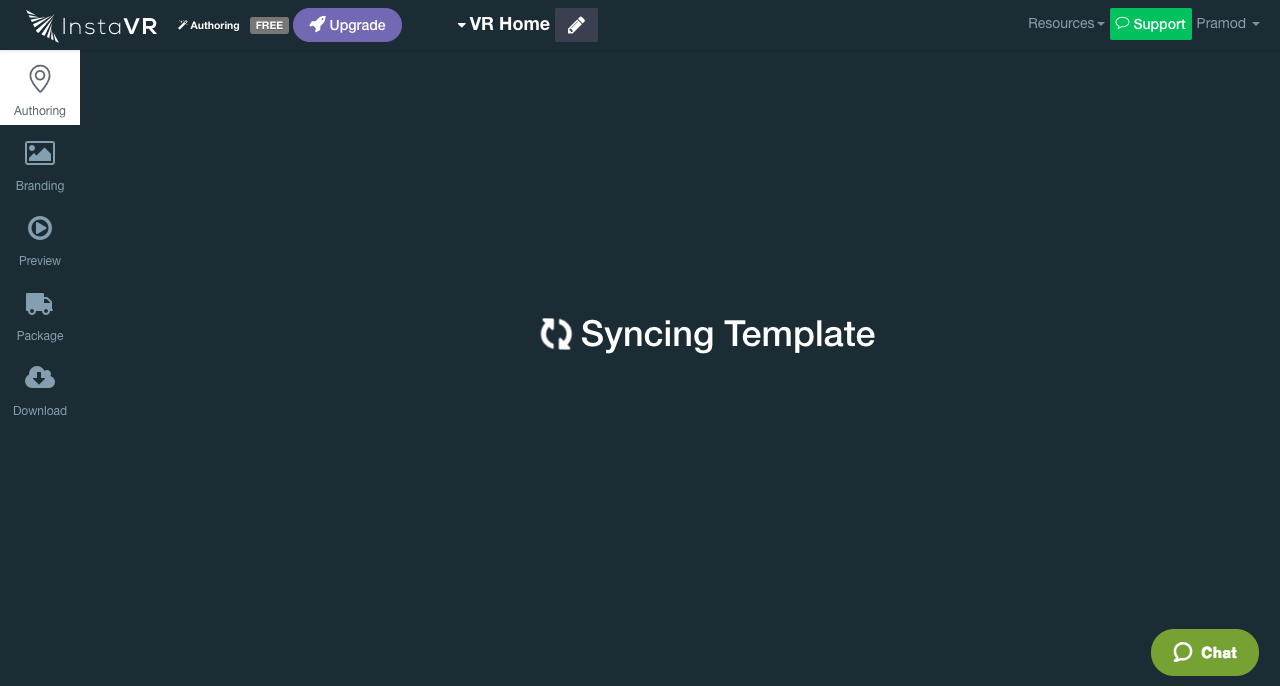 InstaVR Authoring FREE Upgrade VR Home Resources Support Pramod
Authoring
Branding
Preview
Package
Download
Syncing Template
Chat